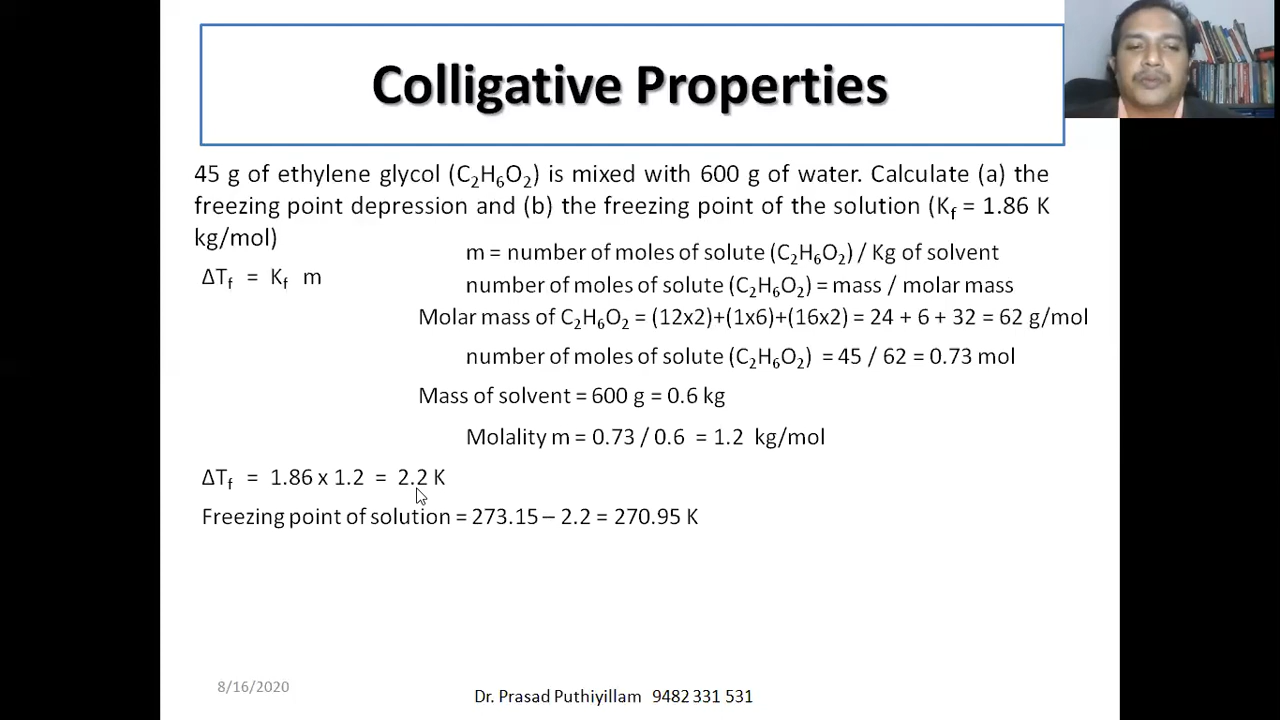 Colligative Properties
45 g of ethylene glycol (C₂H₆O₂) is mixed with 600 g of water. Calculate (a) the
freezing point depression and (b) the freezing point of the solution (K_f = 1.86 K
kg/mol)
m = number of moles of solute (C₂H₆O₂) / Kg of solvent
ΔT_f = K_f m
number of moles of solute (C₂H₆O₂) = mass / molar mass
Molar mass of C₂H₆O₂ = (12x2)+(1x6)+(16x2) = 24 + 6 + 32 = 62 g/mol
number of moles of solute (C₂H₆O₂) = 45 / 62 = 0.73 mol
Mass of solvent = 600 g = 0.6 kg
Molality m = 0.73 / 0.6 = 1.2 kg/mol
ΔT_f = 1.86 x 1.2 = 2.2 K
Freezing point of solution = 273.15 – 2.2 = 270.95 K
8/16/2020
Dr. Prasad Puthiyillam 9482 331 531